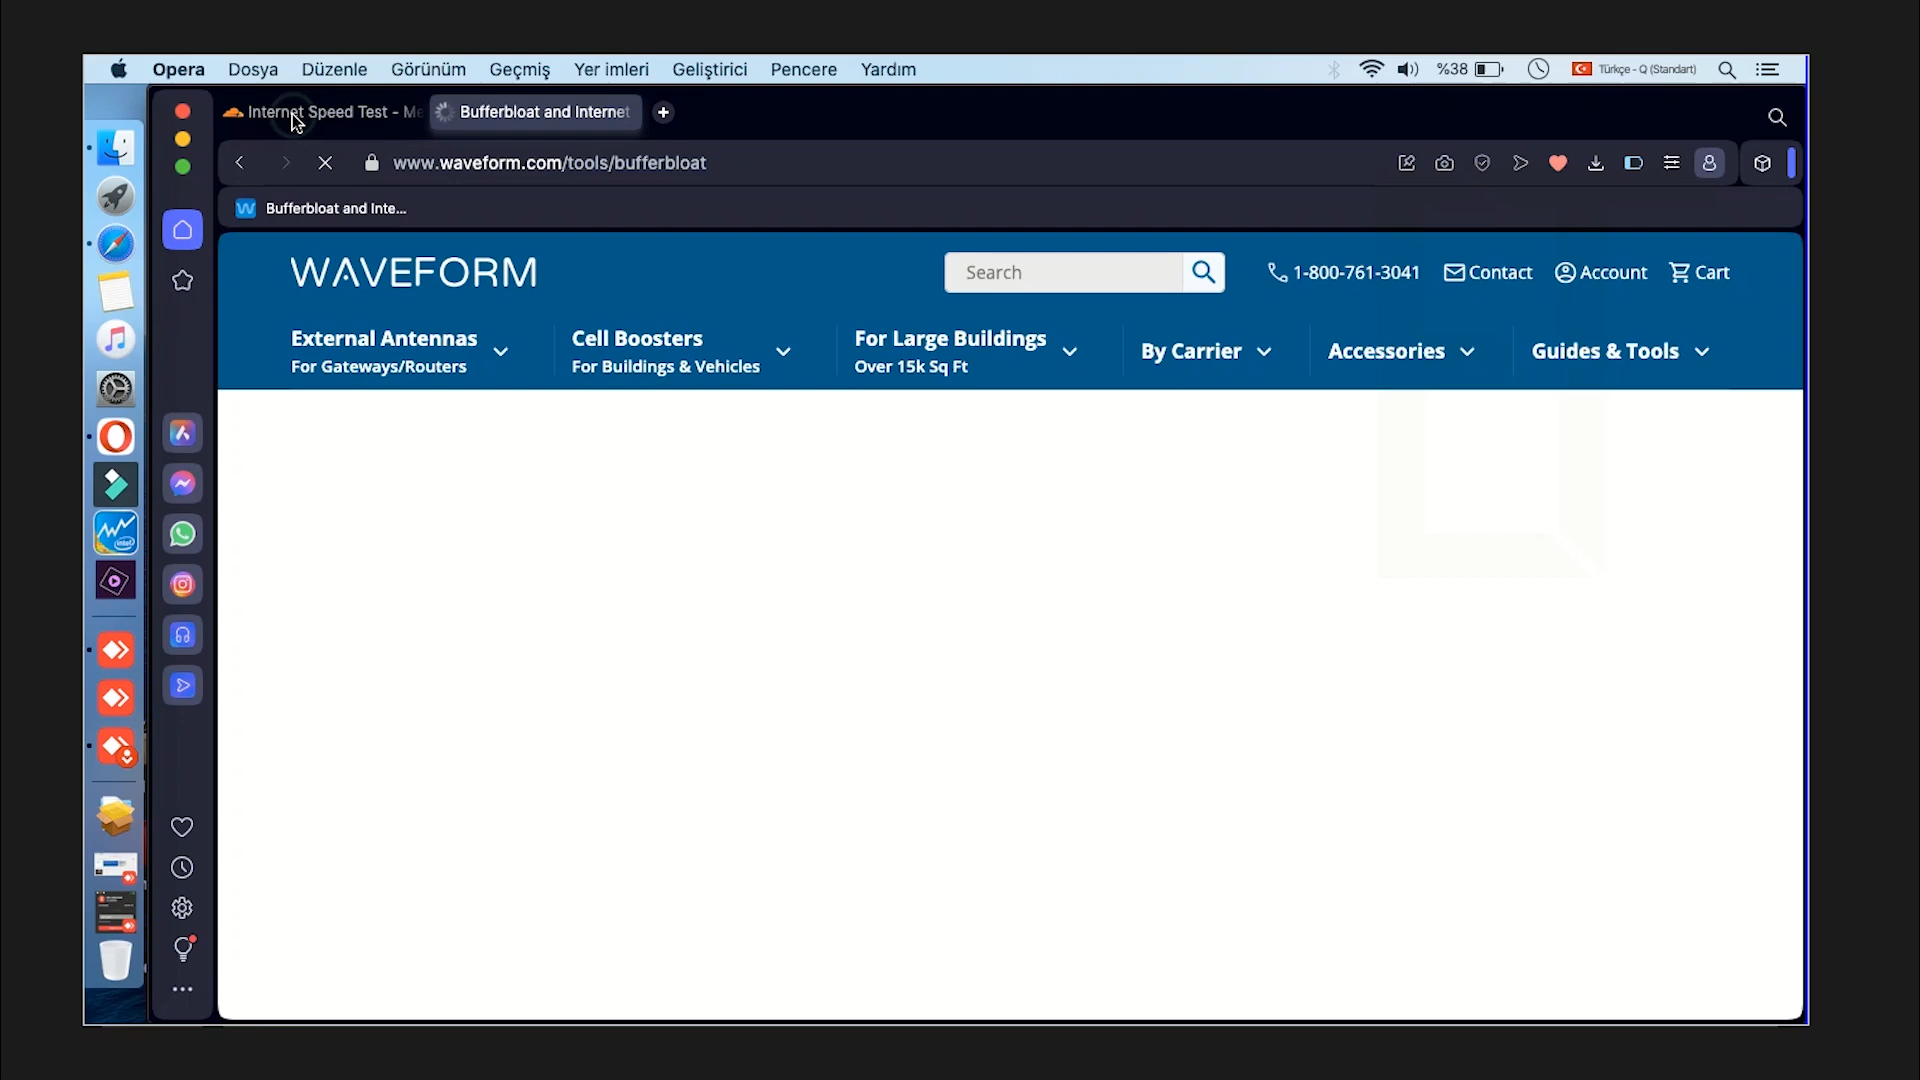 Opera Dosya Düzenle Görünüm Geçmiş Yer imleri Geliştirici Pencere Yardım %38 Türkçe - Q (Standart)
Internet Speed Test - Me Bufferbloat and Internet
www.waveform.com/tools/bufferbloat
Bufferbloat and Inte...
WAVEFORM Search 1-800-761-3041 Contact Account Cart
External Antennas Cell Boosters For Large Buildings By Carrier Accessories Guides & Tools
For Gateways/Routers For Buildings & Vehicles Over 15k Sq Ft